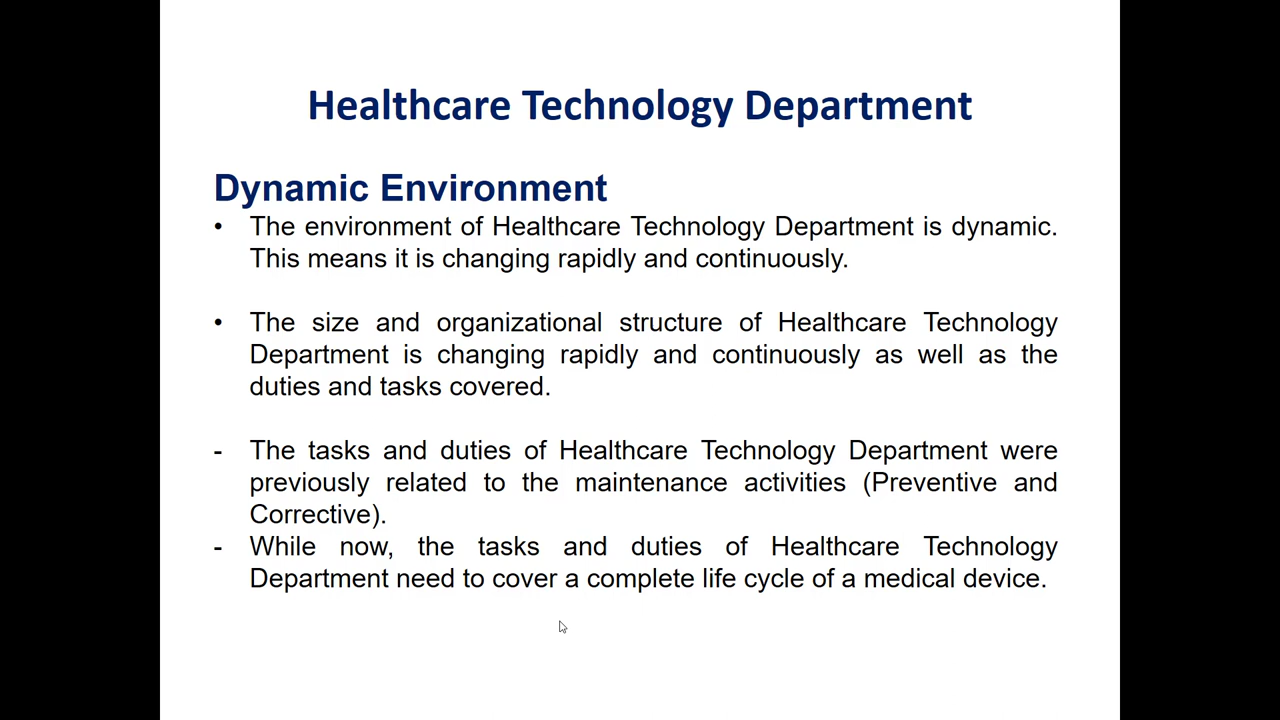 Healthcare Technology Department
Dynamic Environment
• The environment of Healthcare Technology Department is dynamic.
This means it is changing rapidly and continuously.
• The size and organizational structure of Healthcare Technology
Department is changing rapidly and continuously as well as the
duties and tasks covered.
- The tasks and duties of Healthcare Technology Department were
previously related to the maintenance activities (Preventive and
Corrective).
- While now, the tasks and duties of Healthcare Technology
Department need to cover a complete life cycle of a medical device.